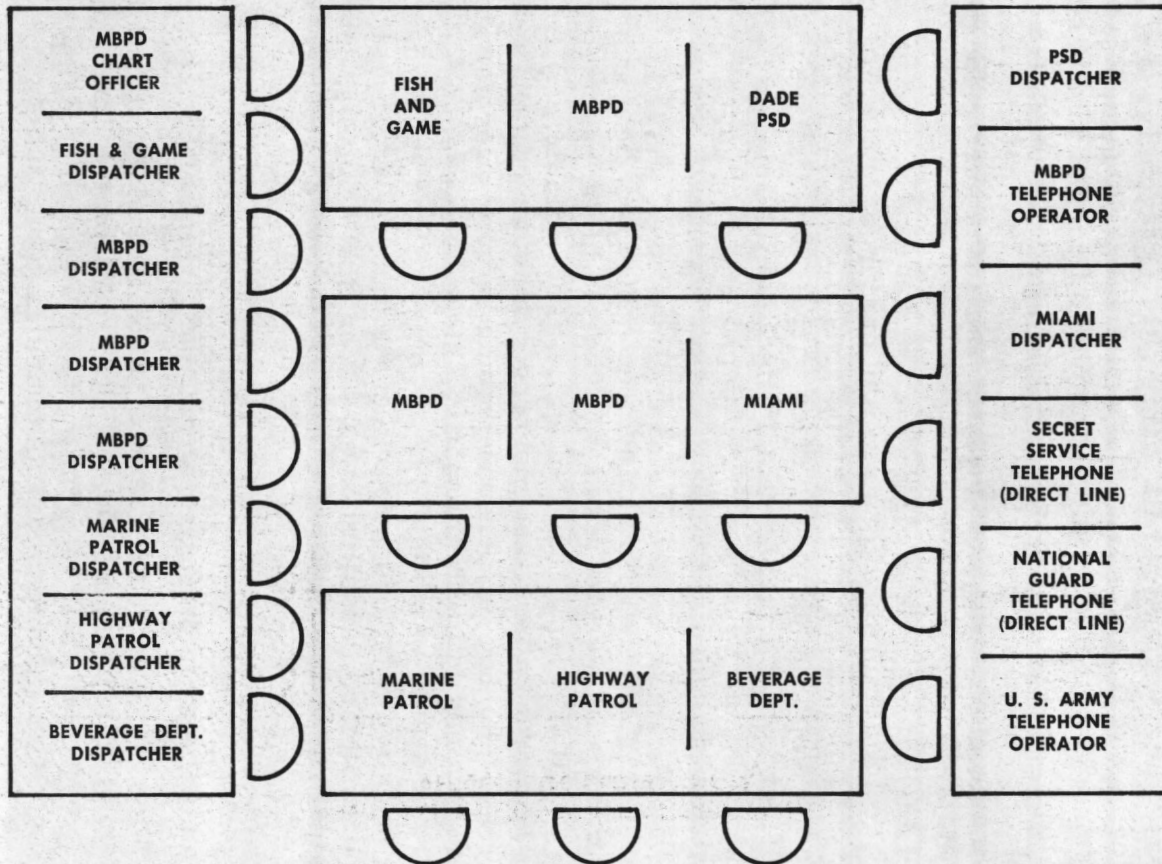 MBPD
CHART
OFFICER
FISH & GAME
DISPATCHER
MBPD
DISPATCHER
MBPD
DISPATCHER
MBPD
DISPATCHER
MARINE
PATROL
DISPATCHER
HIGHWAY
PATROL
DISPATCHER
BEVERAGE DEPT.
DISPATCHER
FISH
AND
GAME
MBPD
DADE
PSD
MBPD
MBPD
MIAMI
MARINE
PATROL
HIGHWAY
PATROL
BEVERAGE
DEPT.
PSD
DISPATCHER
MBPD
TELEPHONE
OPERATOR
MIAMI
DISPATCHER
SECRET
SERVICE
TELEPHONE
(DIRECT LINE)
NATIONAL
GUARD
TELEPHONE
(DIRECT LINE)
U. S. ARMY
TELEPHONE
OPERATOR